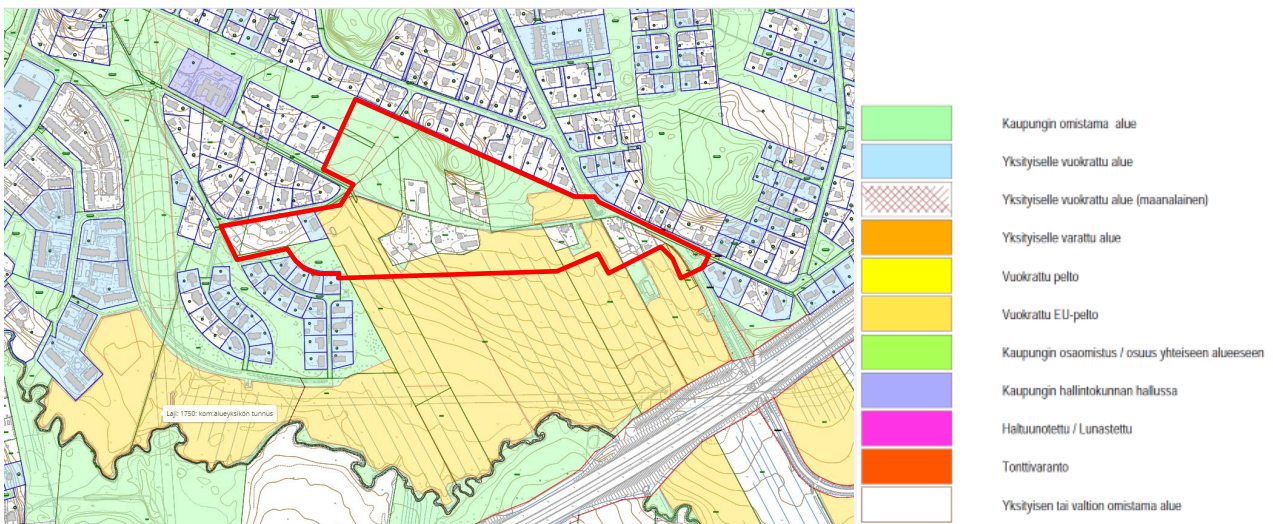 Kaupungin omistama alue
Yksityiselle vuokrattu alue
Yksityiselle vuokrattu alue (maanalainen)
Yksityiselle varattu alue
Vuokrattu pelto
Vuokrattu EU-pelto
Kaupungin osaomistus / osuus yhteiseen alueeseen
Kaupungin hallintokunnan hallussa
Haltuunotettu / Lunastettu
Tonttivaranto
Yksityisen tai valtion omistama alue
Laji: 1750: kom:alueyksikön tunnus